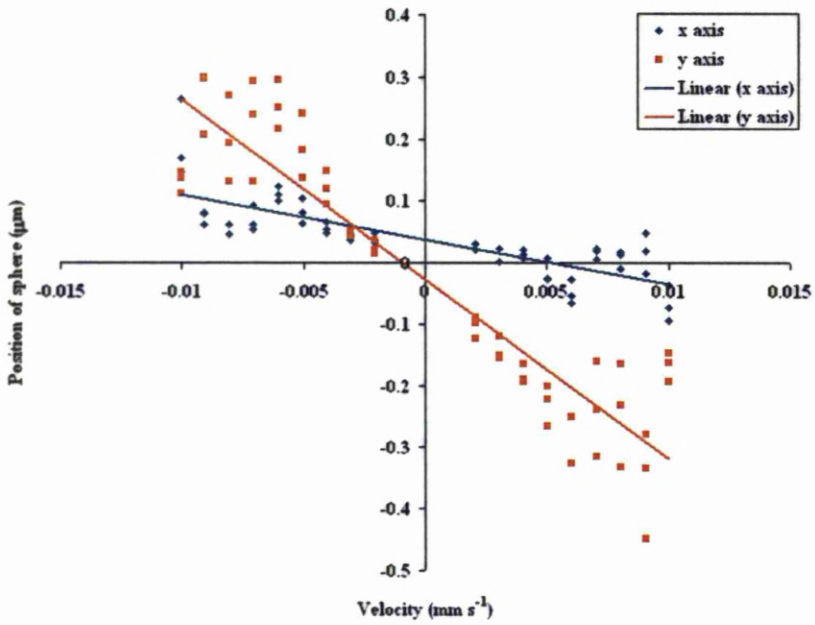 0.4
x axis
y axis
0.3
Linear (x axis)
Linear (y axis)
0.2
0.1
0
-0.015 -0.01 -0.005 0 0.005 0.01 0.015
-0.1
-0.2
-0.3
-0.4
-0.5
Position of sphere (μm)
Velocity (mm s⁻¹)